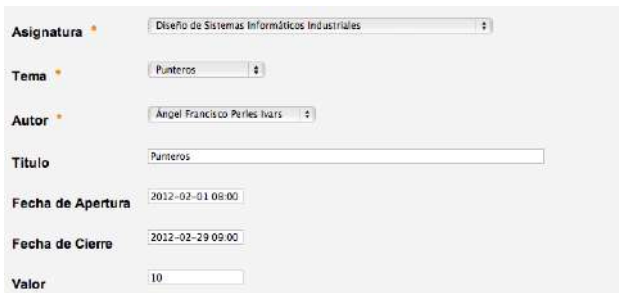 Asignatura * Diseño de Sistemas Informáticos Industriales
Tema * Punteros
Autor * Ángel Francisco Perles Ivars
Titulo Punteros
Fecha de Apertura 2012-02-01 08:00
Fecha de Cierre 2012-02-29 09:00
Valor 10